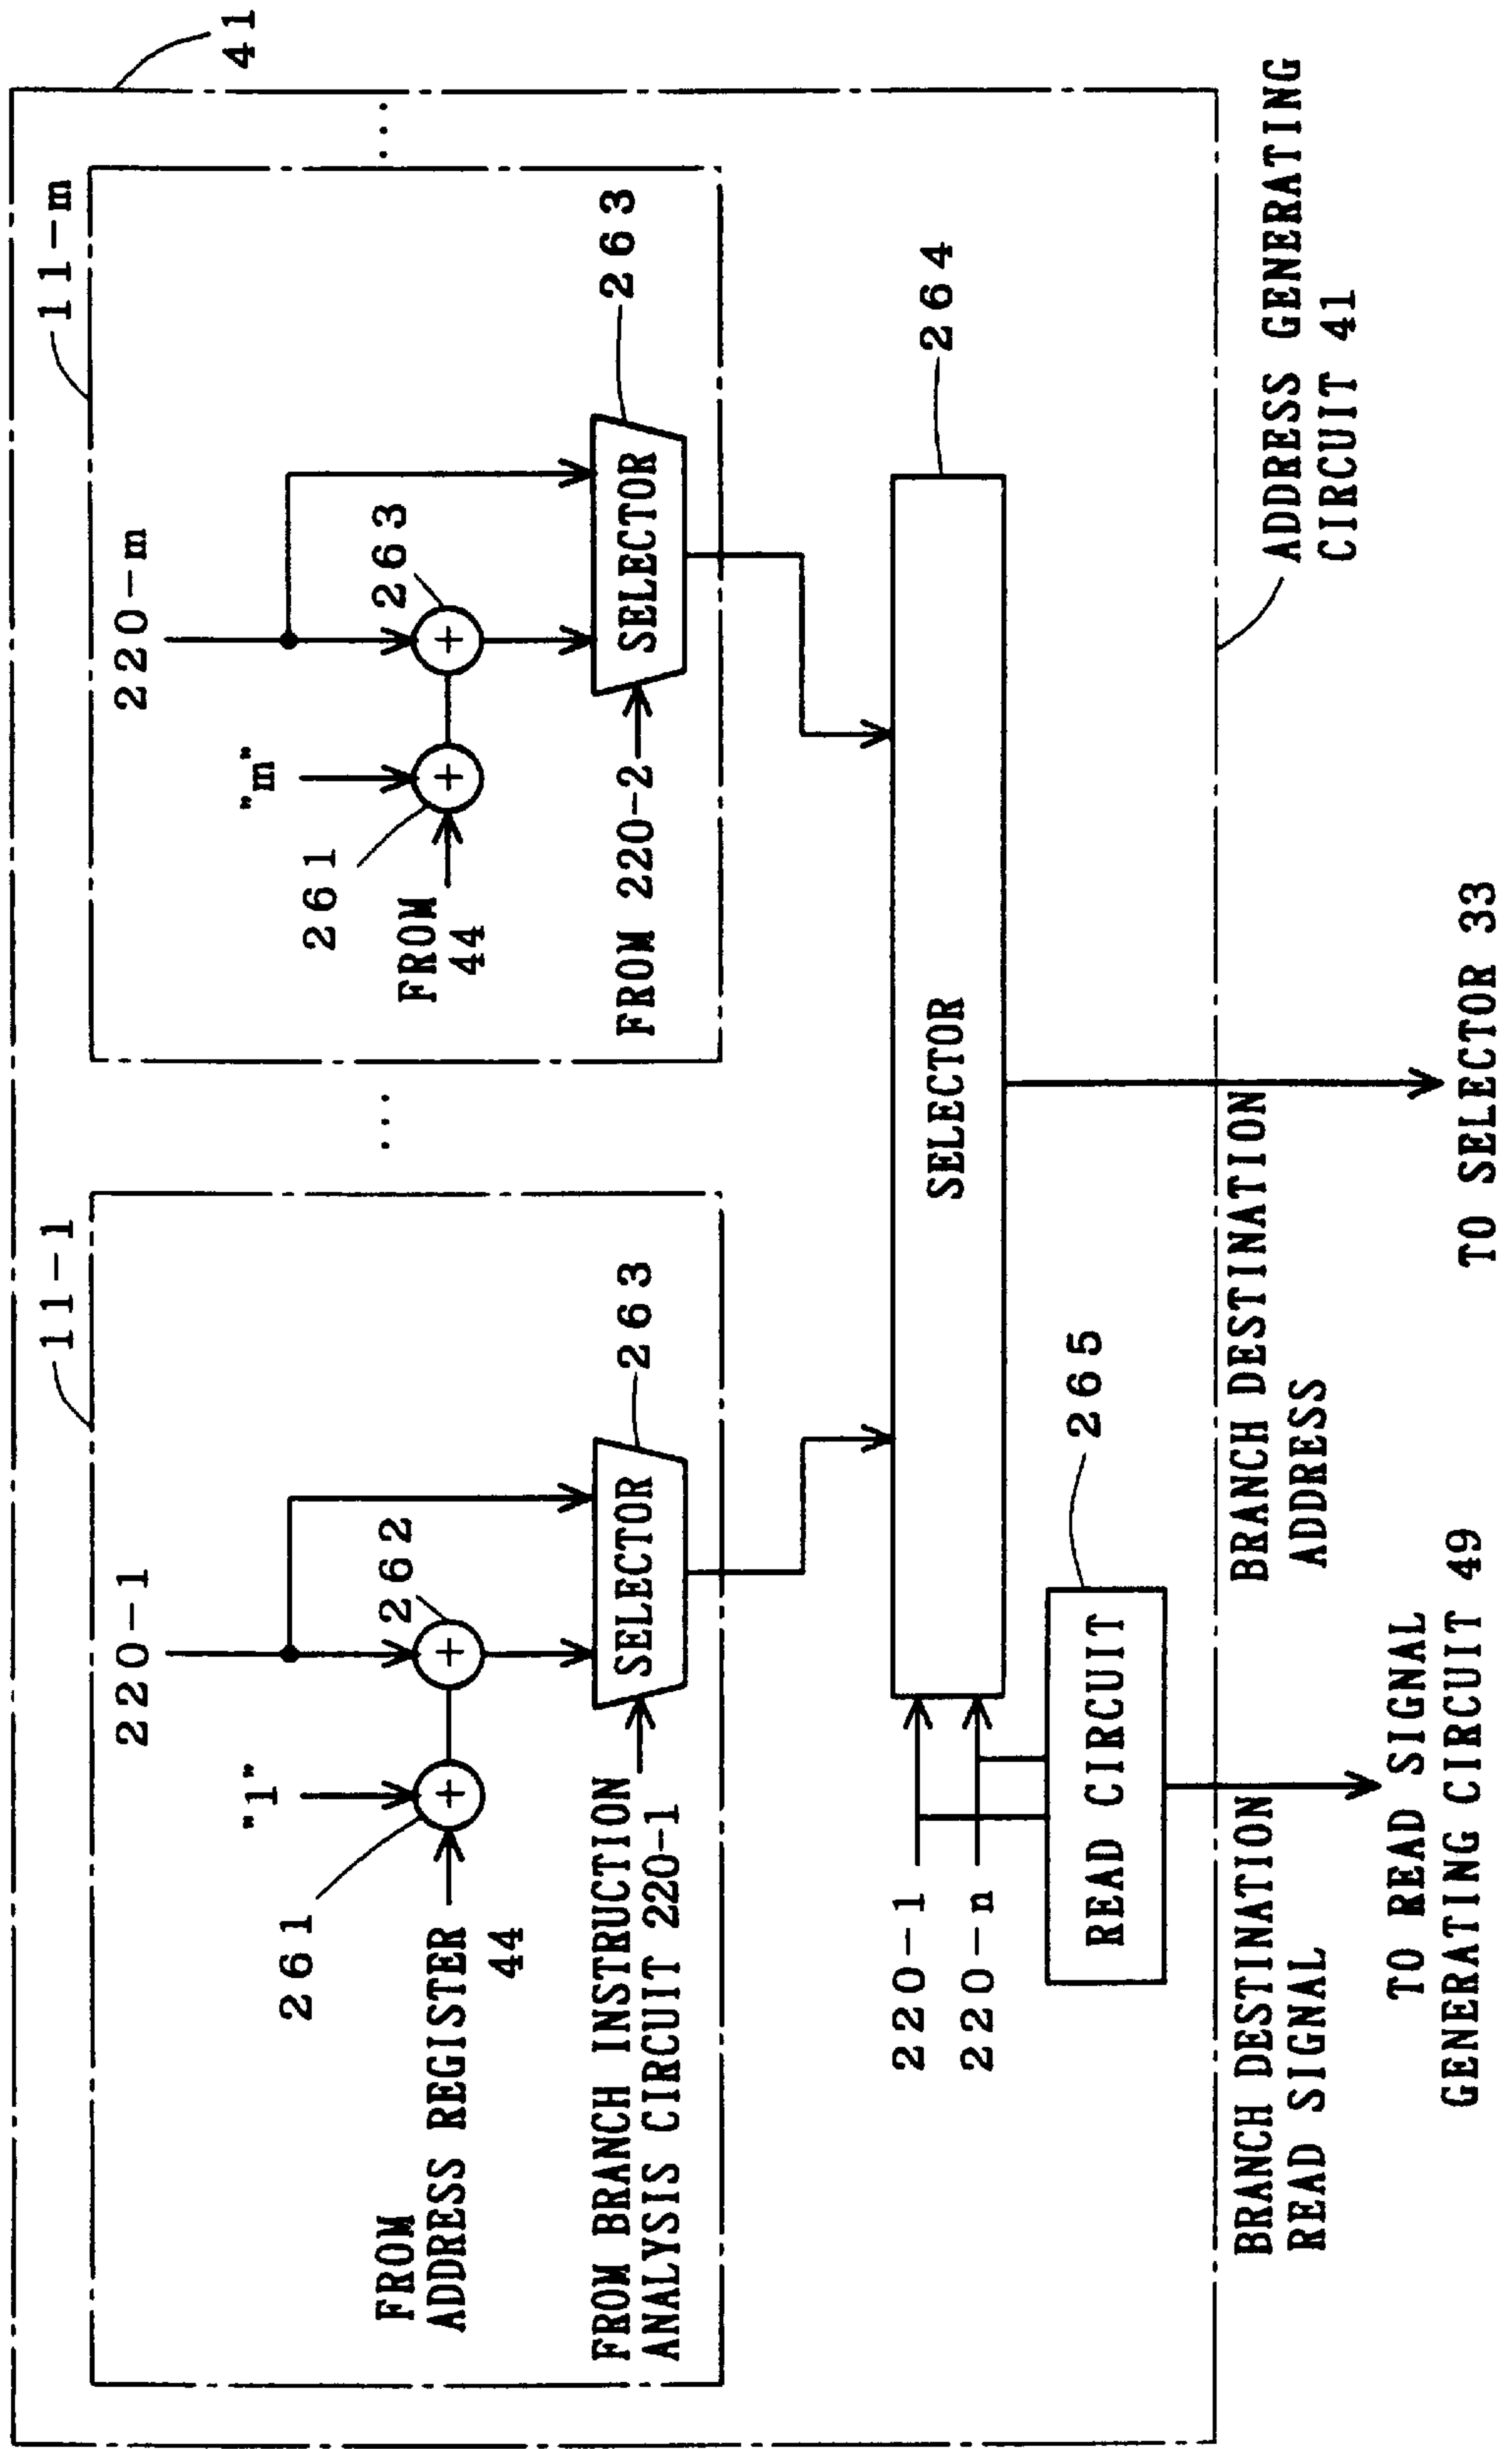 41
11-1
11-m
220-1
220-m
"1"
"m"
261
262
261
263
FROM
ADDRESS REGISTER
44
FROM
44
SELECTOR
263
SELECTOR
263
FROM BRANCH INSTRUCTION
ANALYSIS CIRCUIT 220-1
FROM 220-2
...
...
SELECTOR
264
220-1
220-n
READ CIRCUIT
265
BRANCH DESTINATION
READ SIGNAL
BRANCH DESTINATION
ADDRESS
ADDRESS GENERATING
CIRCUIT 41
TO READ SIGNAL
GENERATING CIRCUIT 49
TO SELECTOR 33